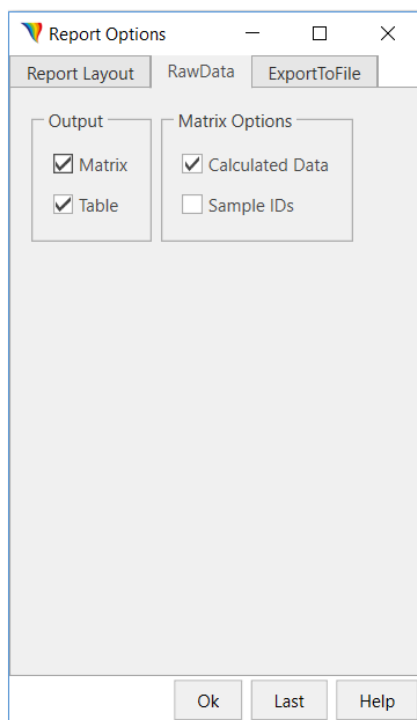 Report Options
Report Layout RawData ExportToFile
Output Matrix Options
Matrix Calculated Data
Table Sample IDs
Ok Last Help